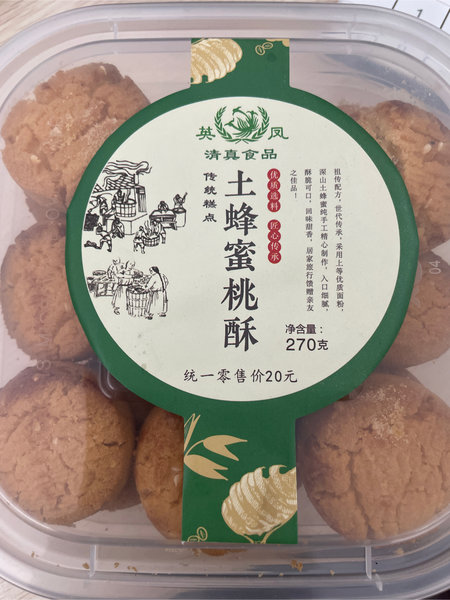 英 凤
清真食品
传统糕点
土蜂蜜桃酥
优质选料
匠心传承
祖传配方，世代传承，采用上等优质面粉，
深山土蜂蜜纯手工精心制作，入口细腻，
酥脆可口，回味甜香，居家旅行馈赠亲友
之佳品！
净含量：
270克
统一零售价20元
04
1